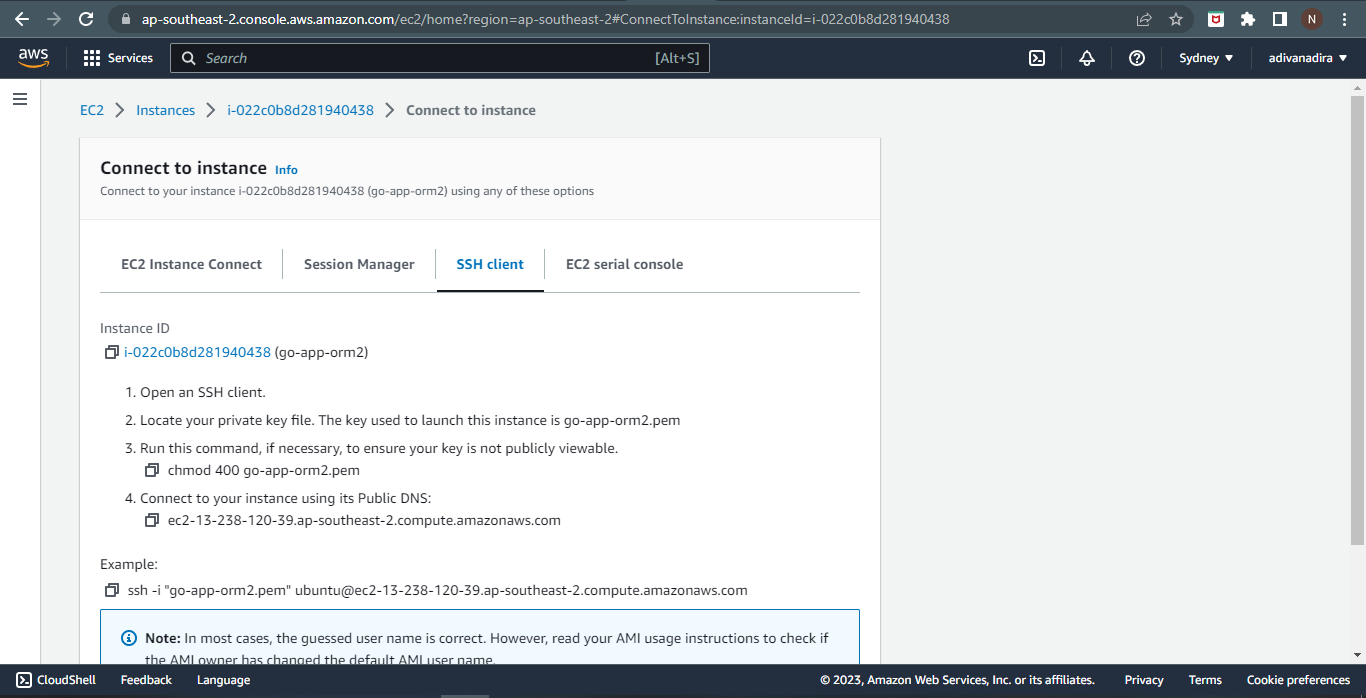 ap-southeast-2.console.aws.amazon.com/ec2/home?region=ap-southeast-2#ConnectToInstance:instanceId=i-022c0b8d281940438
N
aws
Services
Search
[Alt+S]
Sydney
adivanadira
EC2
Instances
i-022c0b8d281940438
Connect to instance
Connect to instance Info
Connect to your instance i-022c0b8d281940438 (go-app-orm2) using any of these options
EC2 Instance Connect
Session Manager
SSH client
EC2 serial console
Instance ID
i-022c0b8d281940438 (go-app-orm2)
1. Open an SSH client.
2. Locate your private key file. The key used to launch this instance is go-app-orm2.pem
3. Run this command, if necessary, to ensure your key is not publicly viewable.
chmod 400 go-app-orm2.pem
4. Connect to your instance using its Public DNS:
ec2-13-238-120-39.ap-southeast-2.compute.amazonaws.com
Example:
ssh -i "go-app-orm2.pem" ubuntu@ec2-13-238-120-39.ap-southeast-2.compute.amazonaws.com
Note: In most cases, the guessed user name is correct. However, read your AMI usage instructions to check if
the AMI owner has changed the default AMI user name.
CloudShell
Feedback
Language
© 2023, Amazon Web Services, Inc. or its affiliates.
Privacy
Terms
Cookie preferences